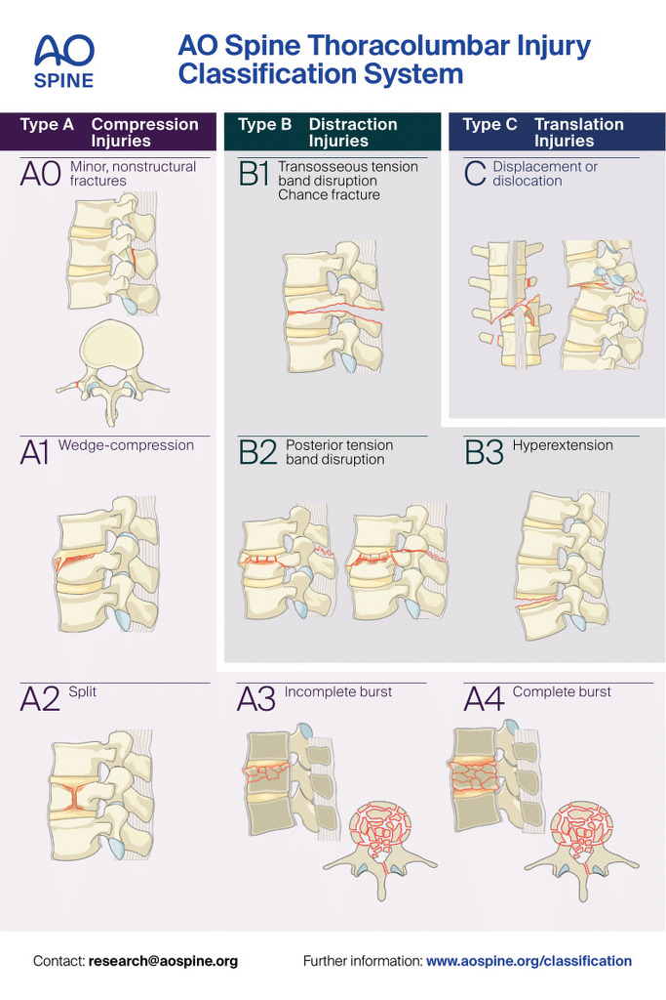 AO
SPINE
AO Spine Thoracolumbar Injury
Classification System
Type A Compression
Injuries
Type B Distraction
Injuries
Type C Translation
Injuries
A0 Minor, nonstructural
fractures
B1 Transosseous tension
band disruption
Chance fracture
C Displacement or
dislocation
A1 Wedge-compression
B2 Posterior tension
band disruption
B3 Hyperextension
A2 Split
A3 Incomplete burst
A4 Complete burst
Contact: research@aospine.org
Further information: www.aospine.org/classification